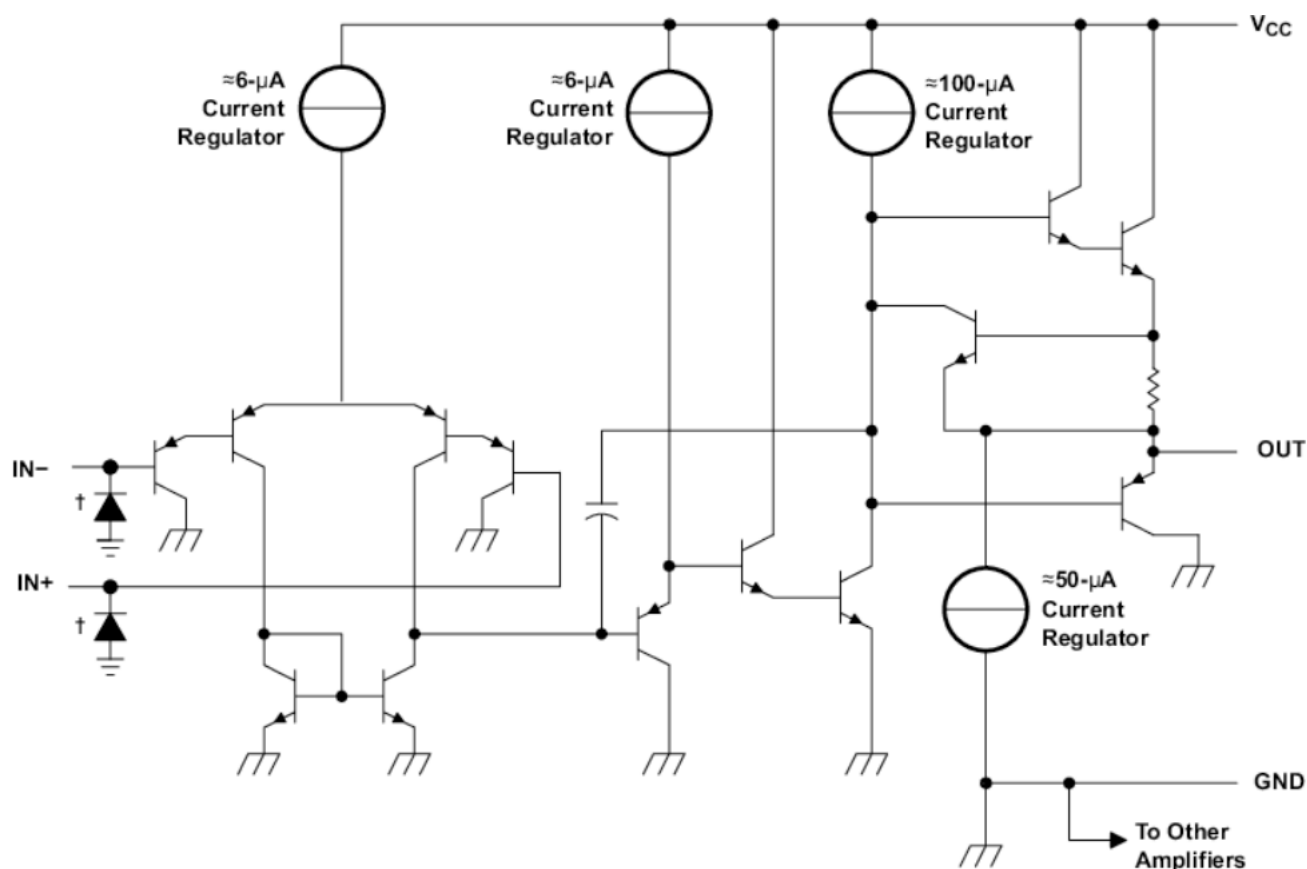 V_CC
≈6-µA
Current
Regulator
≈6-µA
Current
Regulator
≈100-µA
Current
Regulator
IN−
†
OUT
IN+
†
≈50-µA
Current
Regulator
GND
To Other
Amplifiers